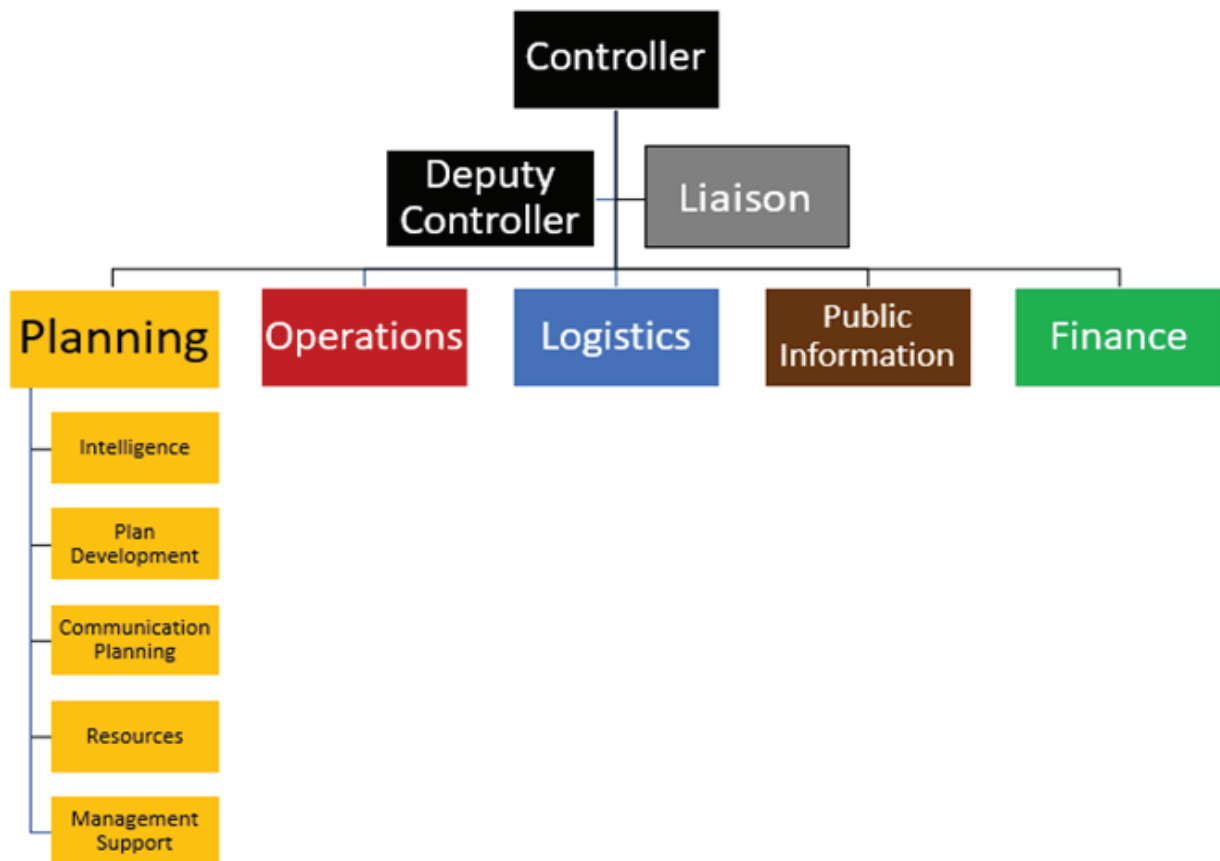 Controller
Deputy
Controller
Liaison
Planning
Operations
Logistics
Public
Information
Finance
Intelligence
Plan
Development
Communication
Planning
Resources
Management
Support